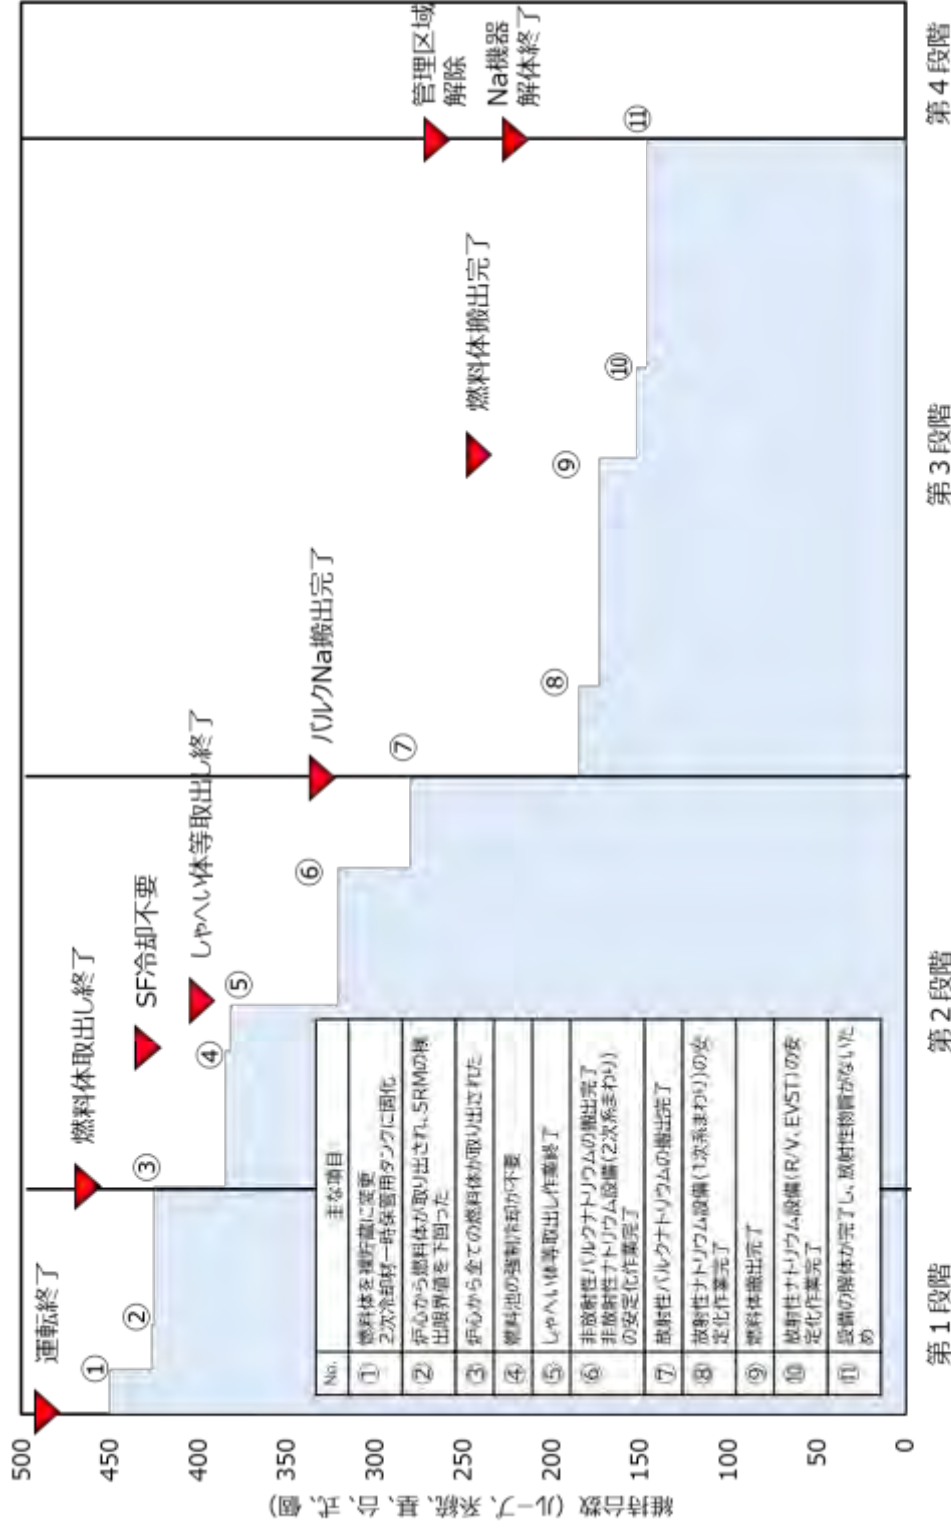 維持台数（ループ、系統、基、台、式、個）
500
450
400
350
300
250
200
150
100
50
0
運転終了
燃料体取出し終了
SF冷却不要
しゃへい体等取出し終了
バルクNa搬出完了
燃料体搬出完了
管理区域
解除
Na機器
解体終了
①
②
③
④
⑤
⑥
⑦
⑧
⑨
⑩
⑪
No. 主な項目
① 燃料体を裸貯蔵に変更
2次冷却材一時保管用タンクに固化
② 炉心から燃料体が取り出され、SRMの検
出限界値を下回った
③ 炉心から全ての燃料体が取り出された
④ 燃料池の強制冷却が不要
⑤ しゃへい体等取出し作業終了
⑥ 非放射性バルクナトリウムの搬出完了
非放射性ナトリウム設備(2次系まわり)
の安定化作業完了
⑦ 放射性バルクナトリウムの搬出完了
⑧ 放射性ナトリウム設備(1次系まわり)の安
定化作業完了
⑨ 燃料体搬出完了
⑩ 放射性ナトリウム設備(R/V、EVST)の安
定化作業完了
⑪ 設備の解体が完了し、放射性物質がないた
め
第１段階
第２段階
第３段階
第４段階